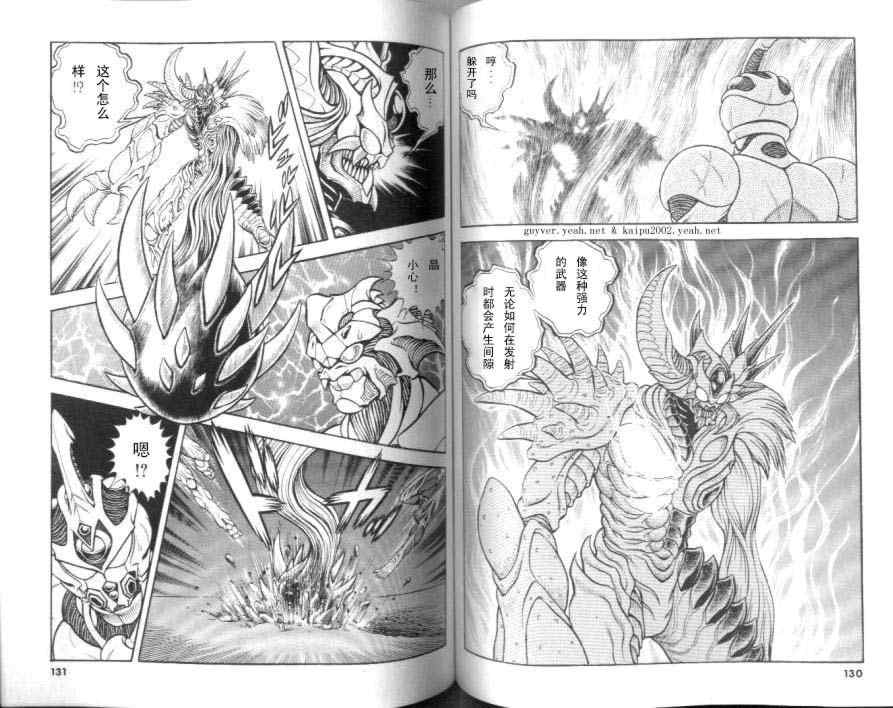 哼...
躲开了吗
guyver.yeah.net & kaipu2002.yeah.net
像这种强力
的武器
无论如何在发射
时都会产生间隙
130
那么...
这个怎么
样!?
晶
小心!
嗯
!?
131